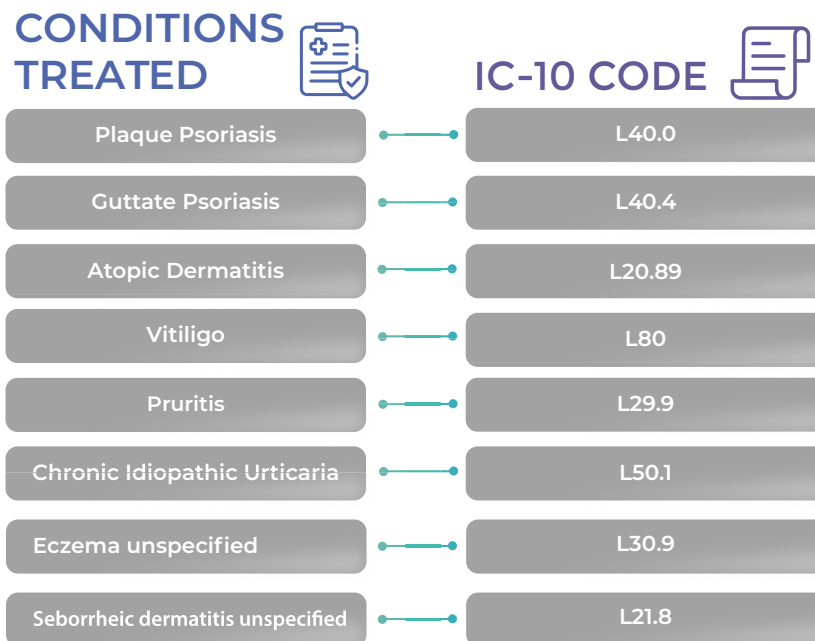 CONDITIONS
TREATED
IC-10 CODE
Plaque Psoriasis L40.0
Guttate Psoriasis L40.4
Atopic Dermatitis L20.89
Vitiligo L80
Pruritis L29.9
Chronic Idiopathic Urticaria L50.1
Eczema unspecified L30.9
Seborrheic dermatitis unspecified L21.8